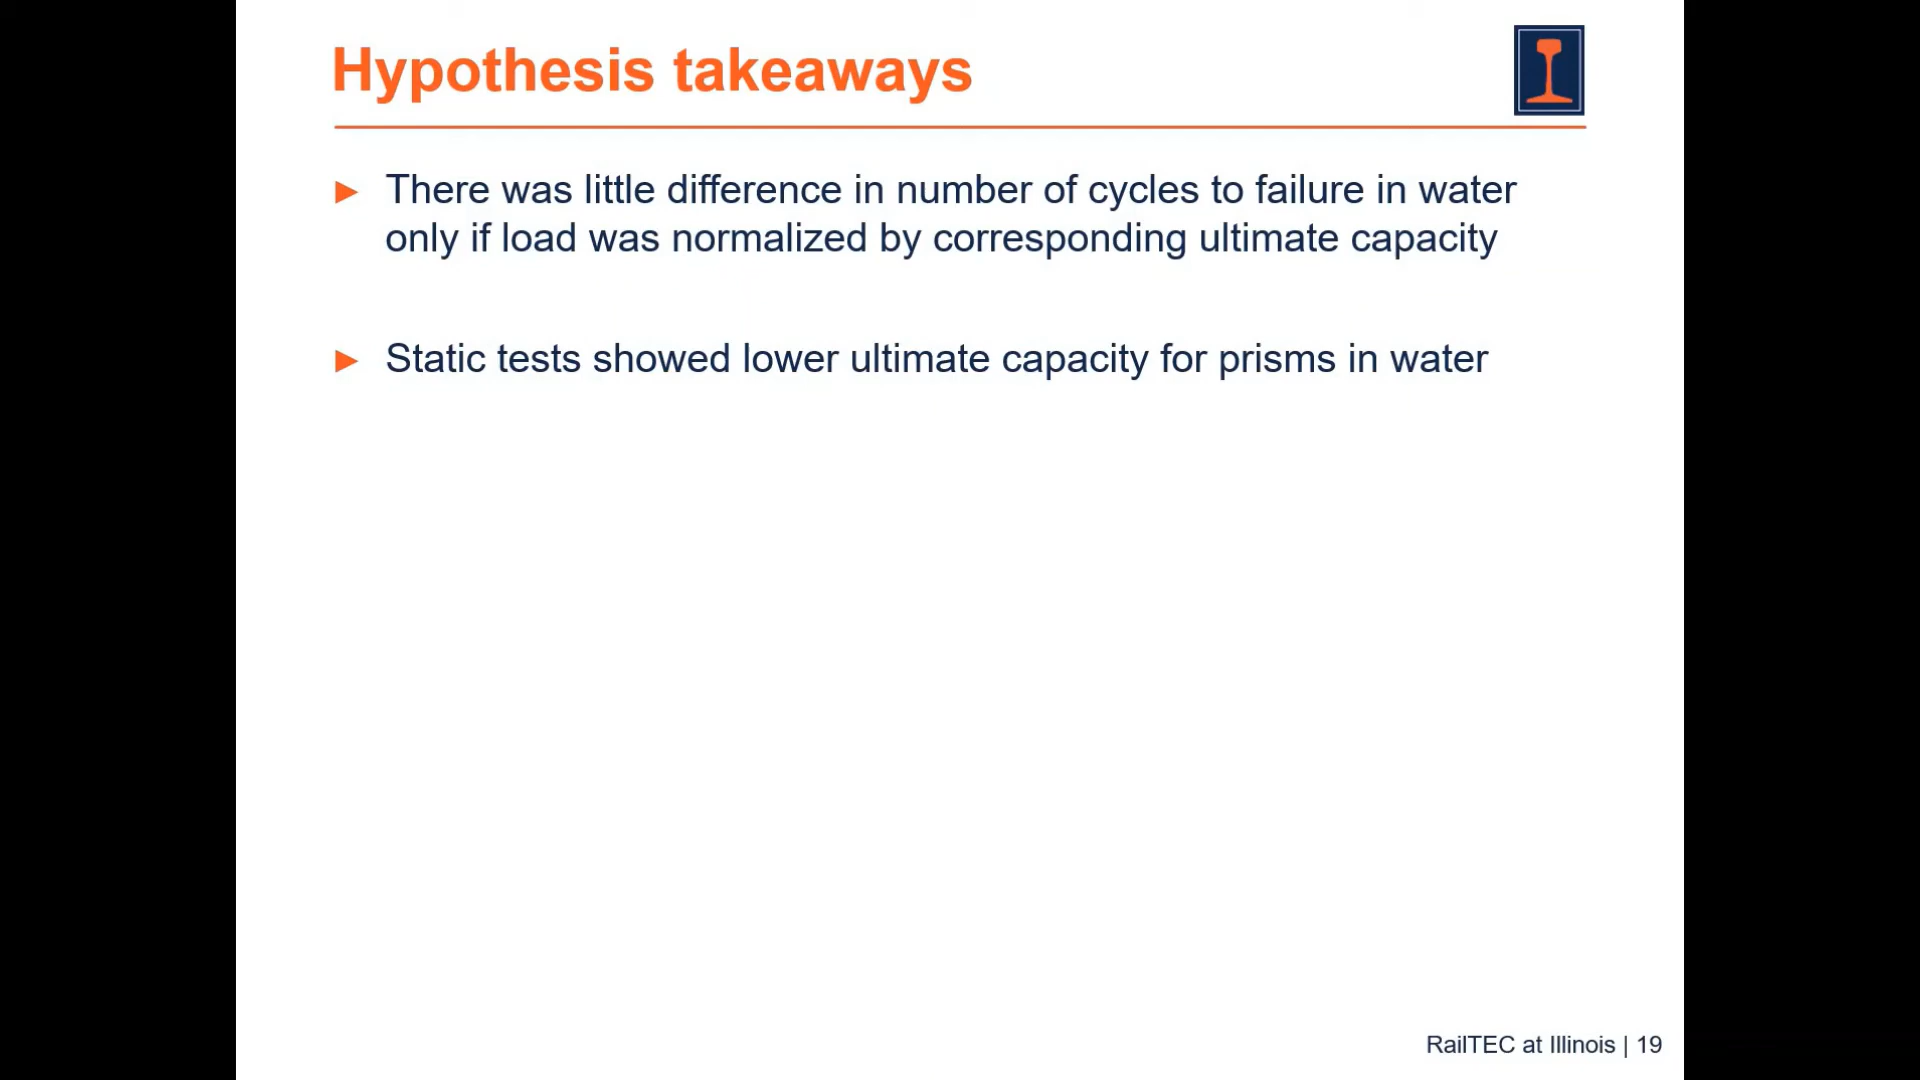 Hypothesis takeaways
► There was little difference in number of cycles to failure in water
only if load was normalized by corresponding ultimate capacity
► Static tests showed lower ultimate capacity for prisms in water
RailTEC at Illinois | 19